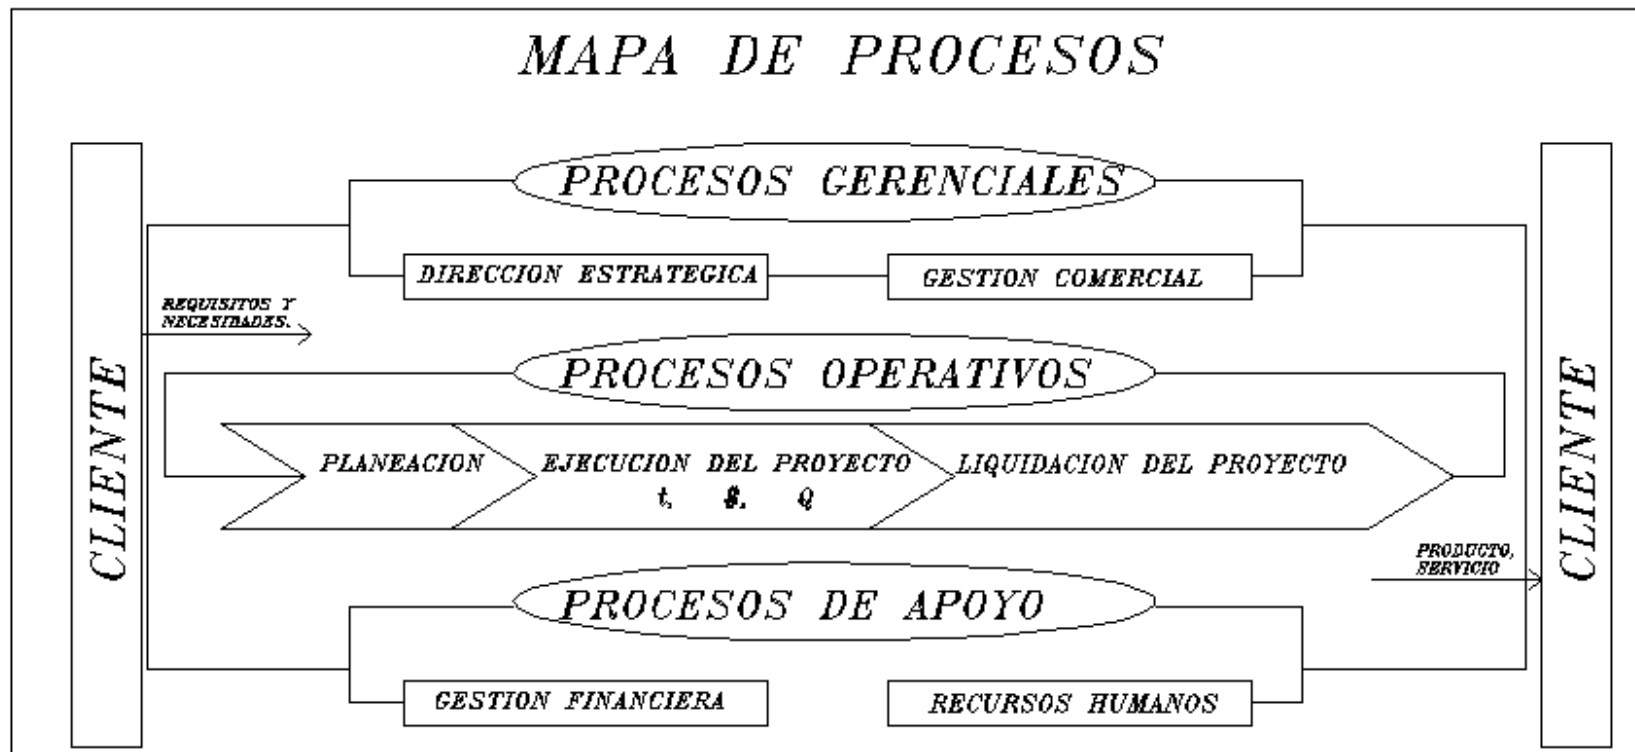 MAPA DE PROCESOS
PROCESOS GERENCIALES
DIRECCION ESTRATEGICA
GESTION COMERCIAL
REQUISITOS Y
NECESIDADES.
CLIENTE
PROCESOS OPERATIVOS
PLANEACION
EJECUCION DEL PROYECTO
t, $, Q
LIQUIDACION DEL PROYECTO
PRODUCTO,
SERVICIO
CLIENTE
PROCESOS DE APOYO
GESTION FINANCIERA
RECURSOS HUMANOS